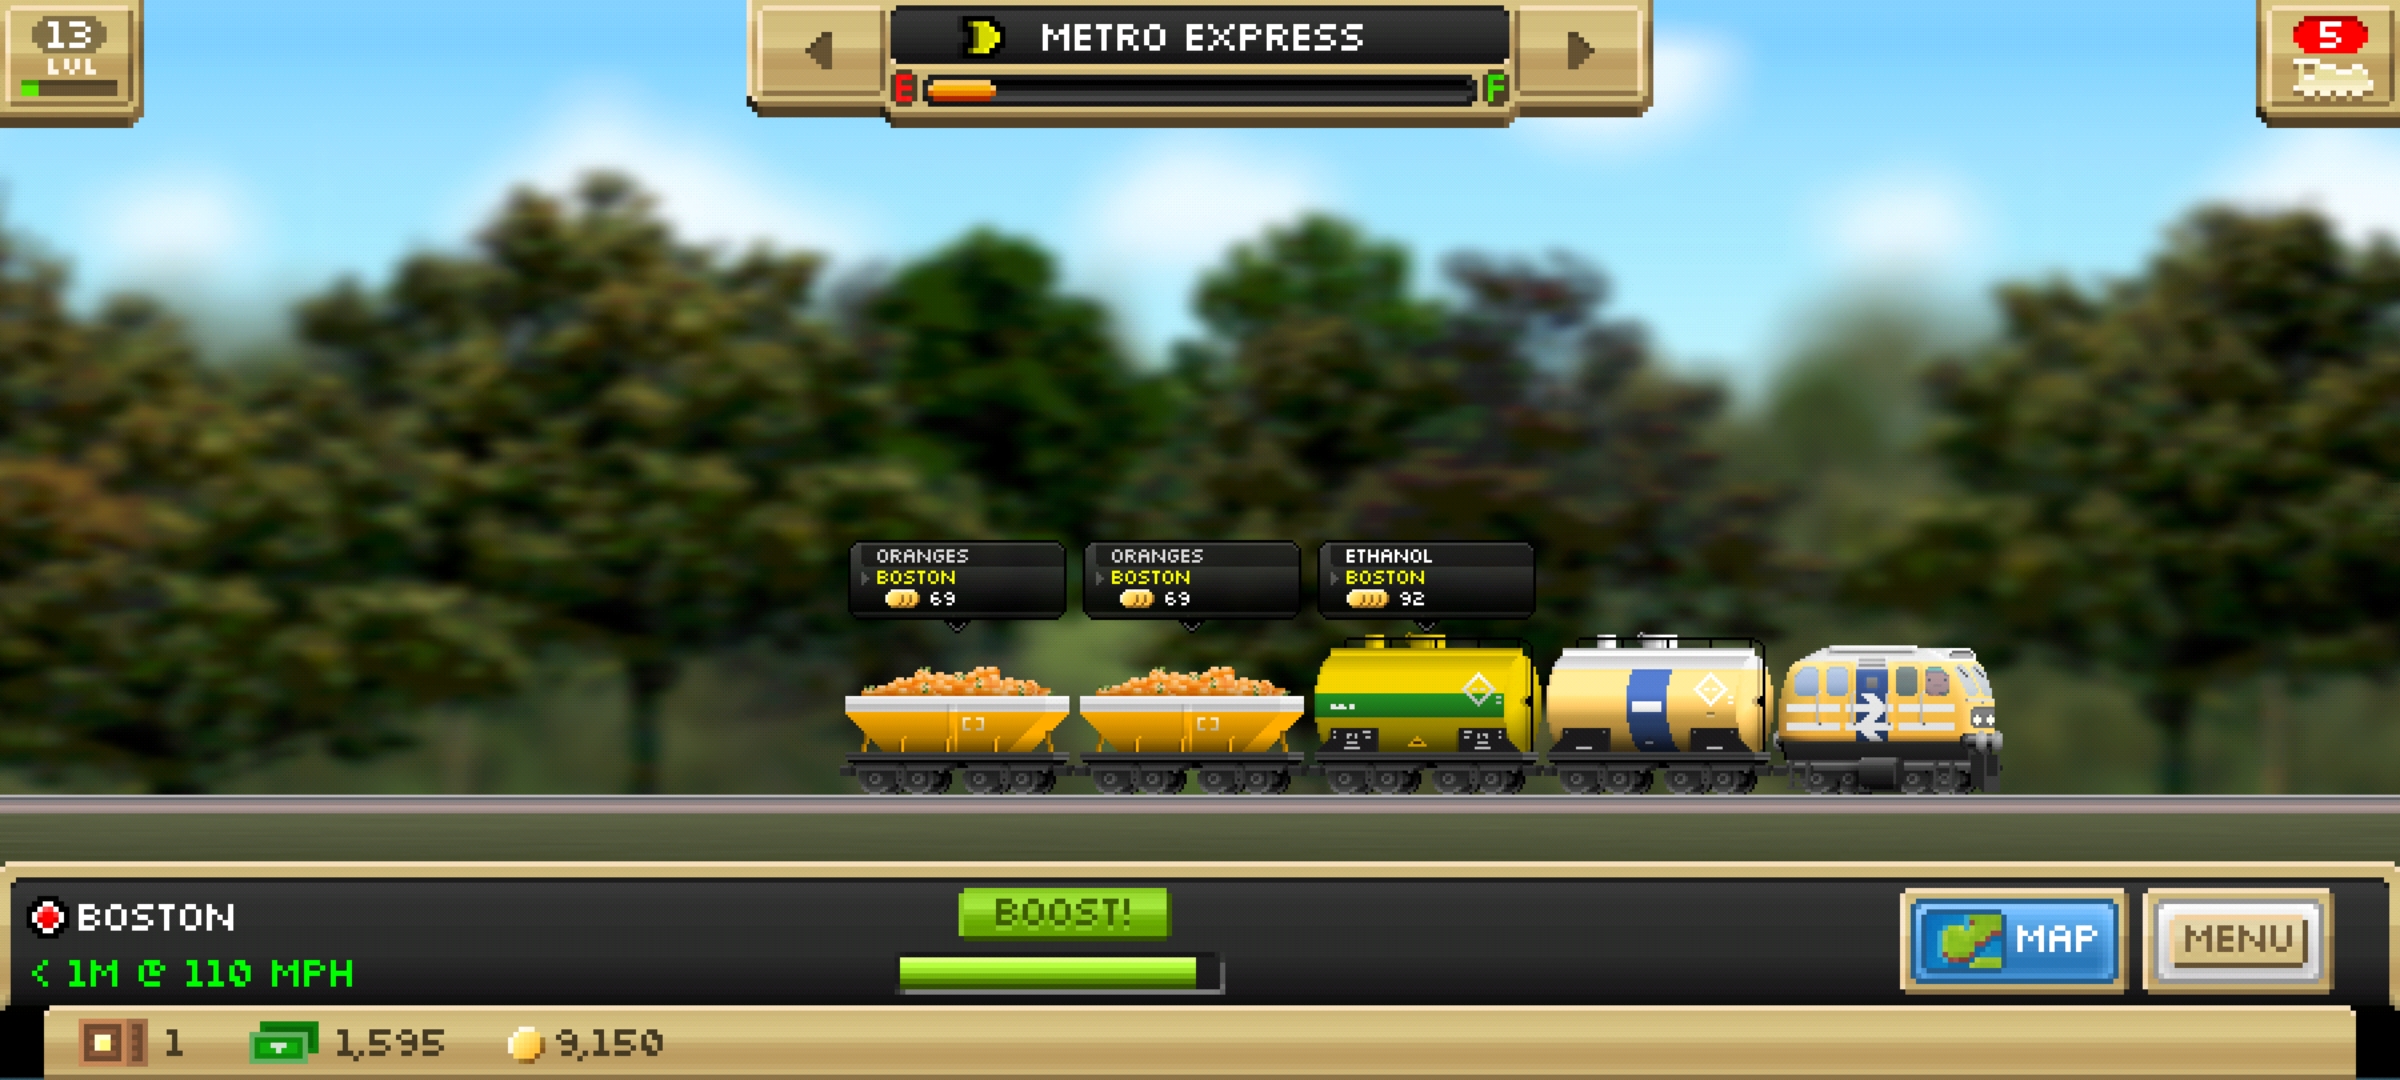 13
LVL
METRO EXPRESS
E F
5
ORANGES
BOSTON
69
ORANGES
BOSTON
69
ETHANOL
BOSTON
92
BOSTON
< 1M @ 110 MPH
BOOST!
MAP
MENU
1
1,595
9,150